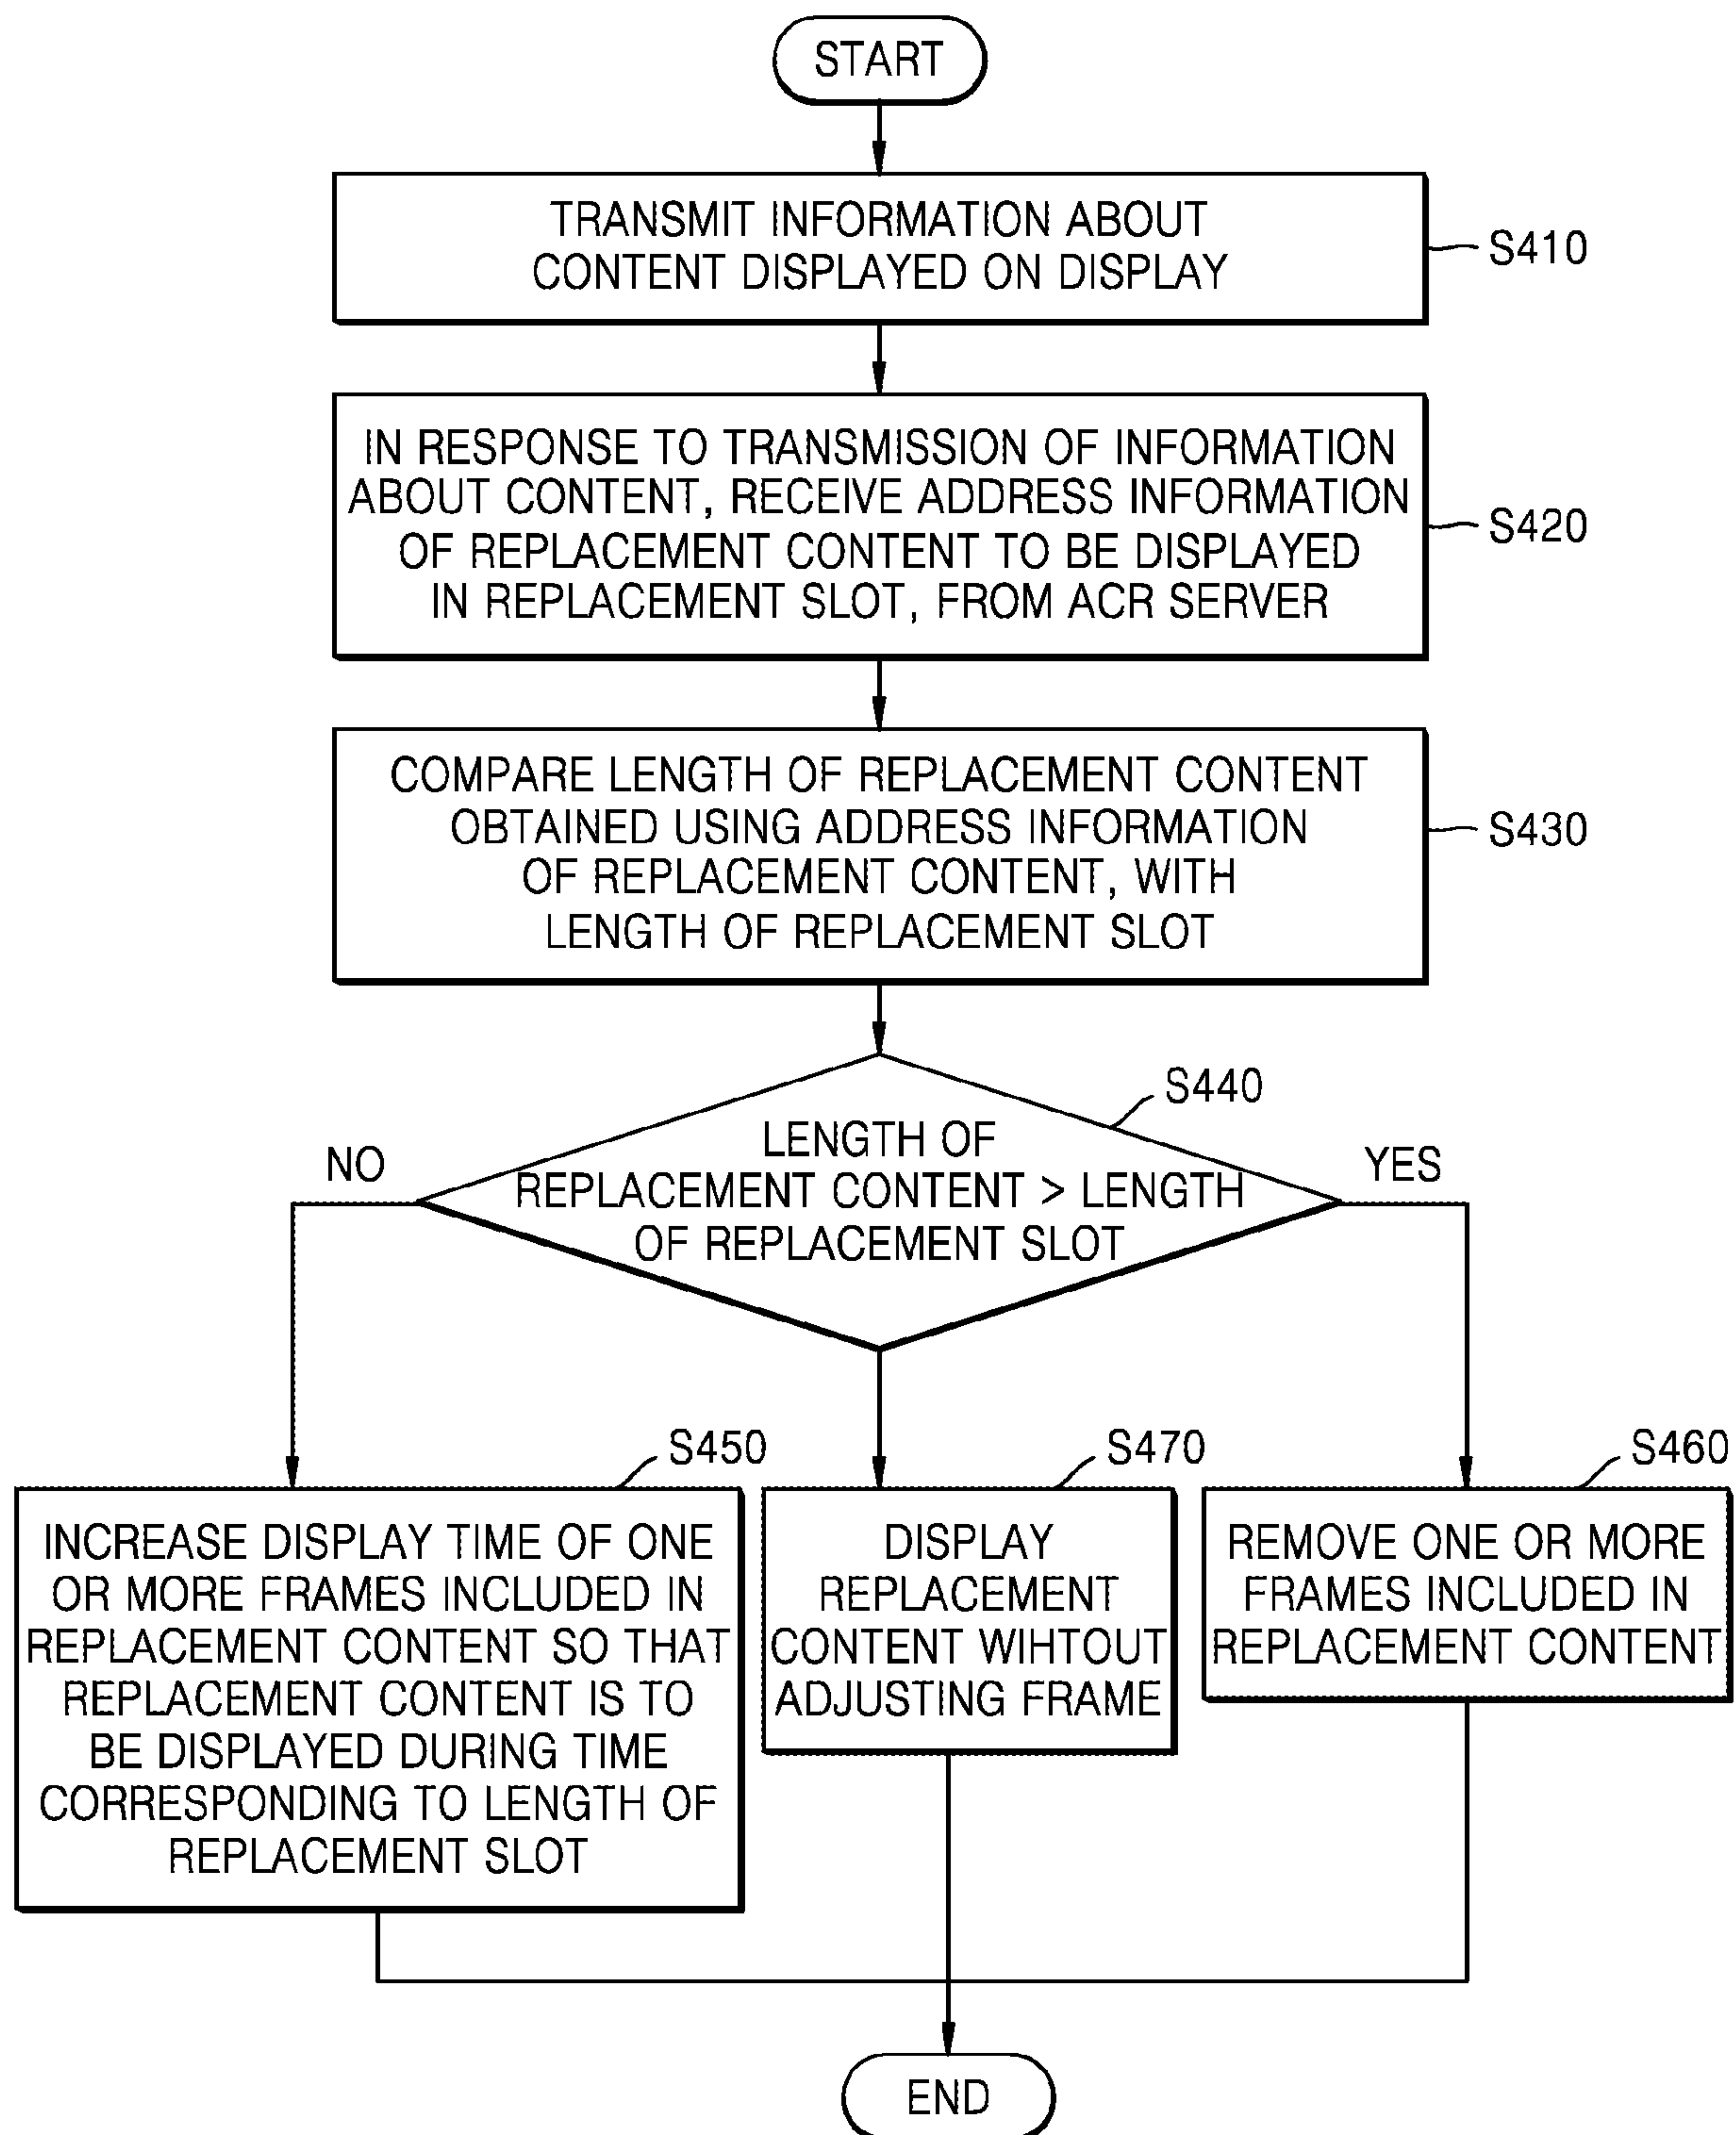 START
TRANSMIT INFORMATION ABOUT
CONTENT DISPLAYED ON DISPLAY
S410
IN RESPONSE TO TRANSMISSION OF INFORMATION
ABOUT CONTENT, RECEIVE ADDRESS INFORMATION
OF REPLACEMENT CONTENT TO BE DISPLAYED
IN REPLACEMENT SLOT, FROM ACR SERVER
S420
COMPARE LENGTH OF REPLACEMENT CONTENT
OBTAINED USING ADDRESS INFORMATION
OF REPLACEMENT CONTENT, WITH
LENGTH OF REPLACEMENT SLOT
S430
S440
LENGTH OF
REPLACEMENT CONTENT > LENGTH
OF REPLACEMENT SLOT
NO
YES
S450
INCREASE DISPLAY TIME OF ONE
OR MORE FRAMES INCLUDED IN
REPLACEMENT CONTENT SO THAT
REPLACEMENT CONTENT IS TO
BE DISPLAYED DURING TIME
CORRESPONDING TO LENGTH OF
REPLACEMENT SLOT
S470
DISPLAY
REPLACEMENT
CONTENT WIHTOUT
ADJUSTING FRAME
S460
REMOVE ONE OR MORE
FRAMES INCLUDED IN
REPLACEMENT CONTENT
END